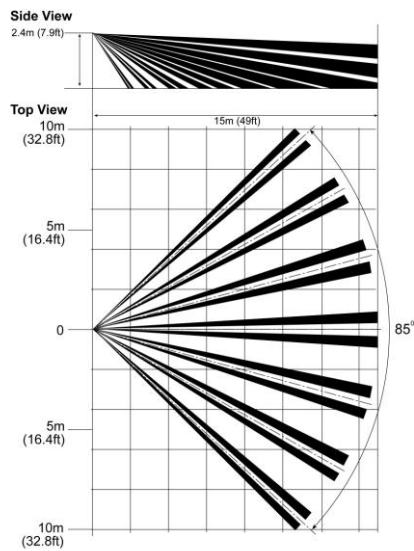 Side View
2.4m (7.9ft)
15m (49ft)
Top View
10m
(32.8ft)
5m
(16.4ft)
0
85°
5m
(16.4ft)
10m
(32.8ft)